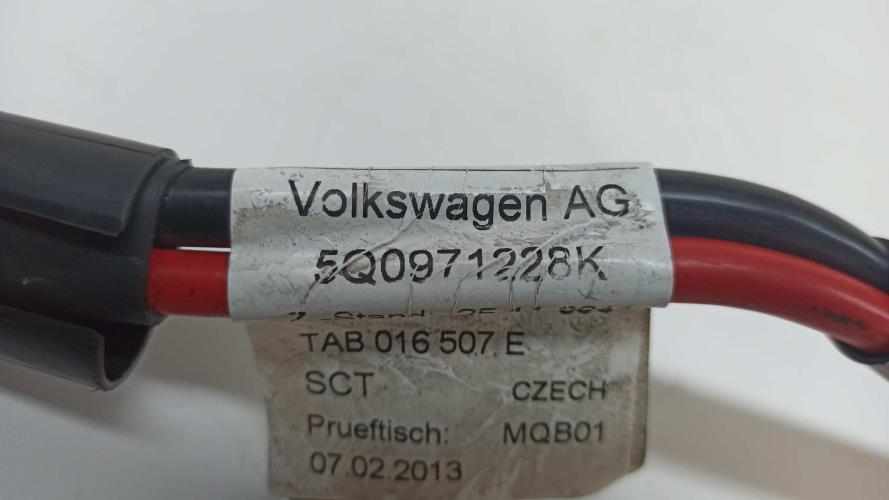 Volkswagen AG
5Q0971228K
TAB 016 507 E
SCT CZECH
Prueftisch: MQB01
07.02.2013